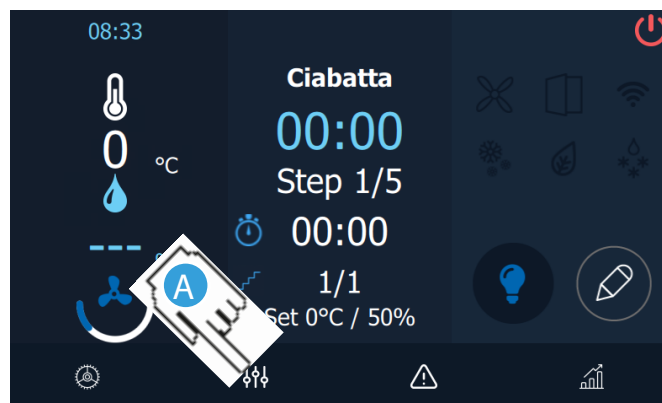 08:33
Ciabatta
00:00
0 °C
Step 1/5
---
00:00
A
1/1
Set 0°C / 50%